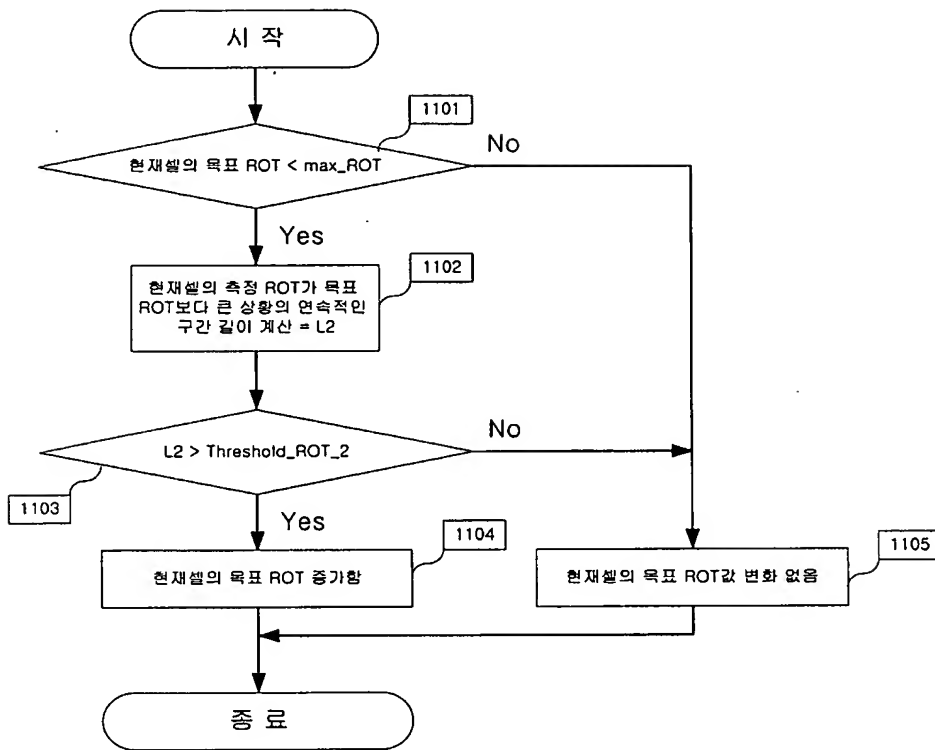 시 작
1101
현재셀의 목표 ROT < max_ROT
No
Yes
1102
현재셀의 측정 ROT가 목표
ROT보다 큰 상황의 연속적인
구간 길이 계산 = L2
L2 > Threshold_ROT_2
No
1103
Yes
1104
현재셀의 목표 ROT 증가함
1105
현재셀의 목표 ROT값 변화 없음
종 료